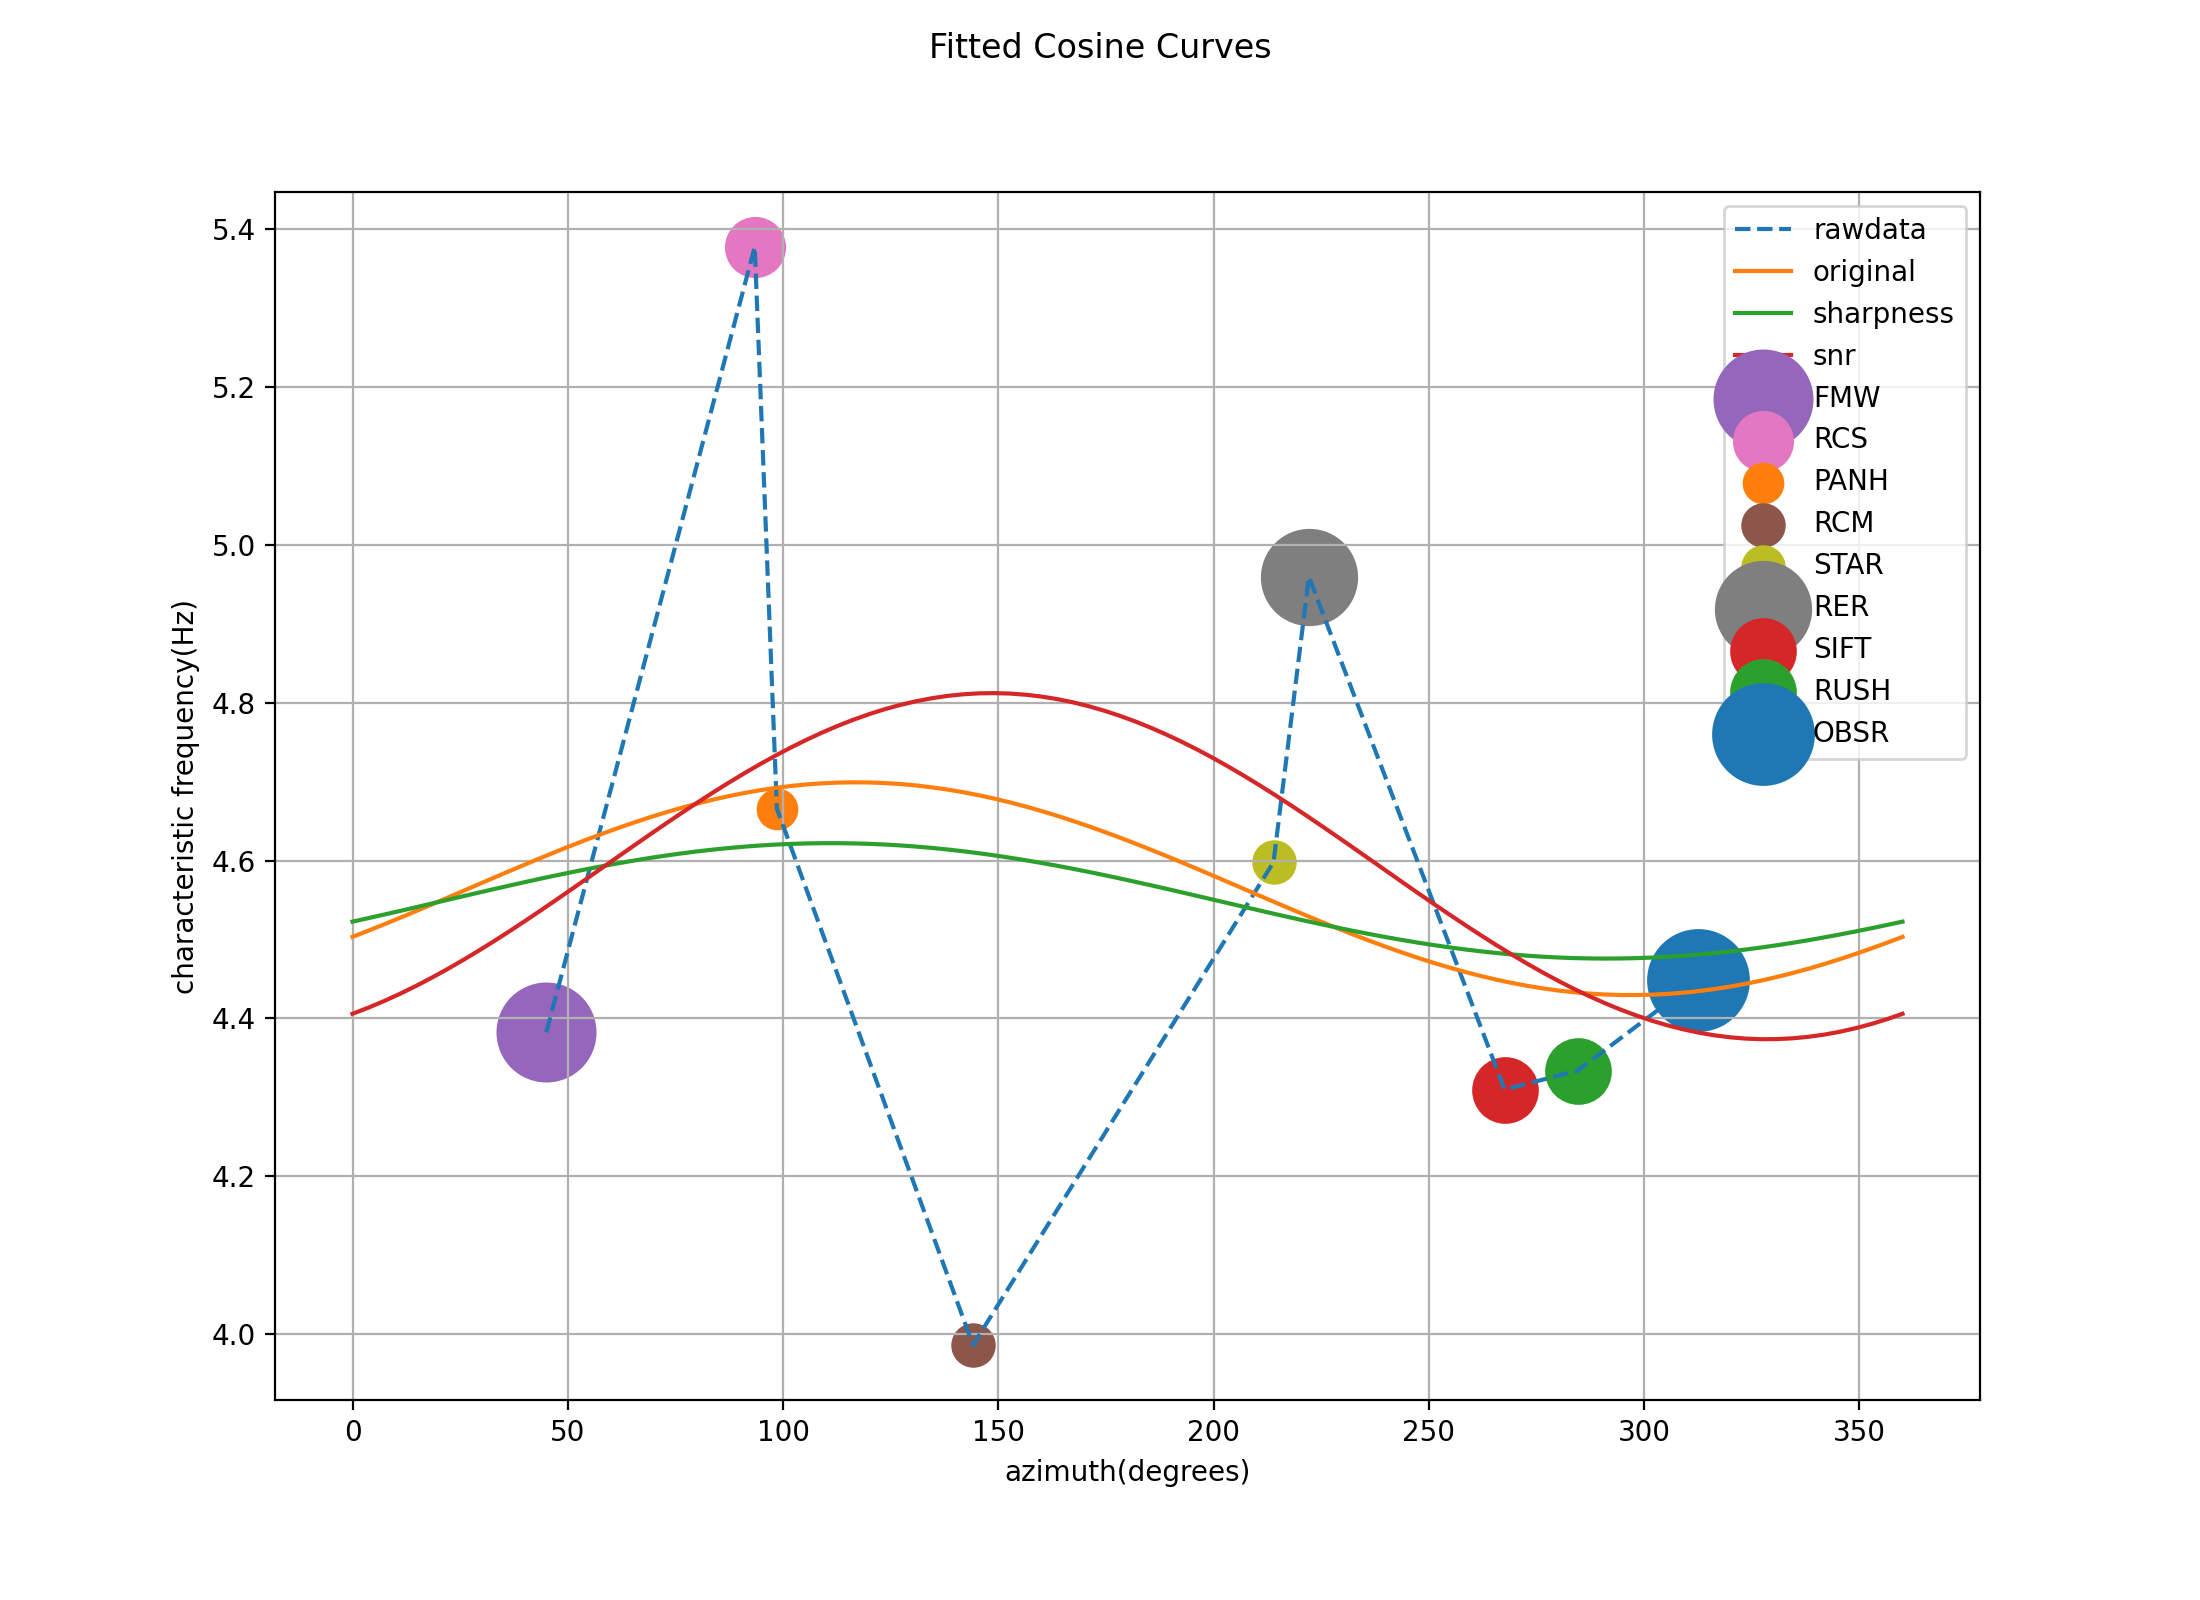 Fitted Cosine Curves
characteristic frequency(Hz)
5.4
5.2
5.0
4.8
4.6
4.4
4.2
4.0
rawdata
original
sharpness
snr
FMW
RCS
PANH
RCM
STAR
RER
SIFT
RUSH
OBSR
0 50 100 150 200 250 300 350
azimuth(degrees)